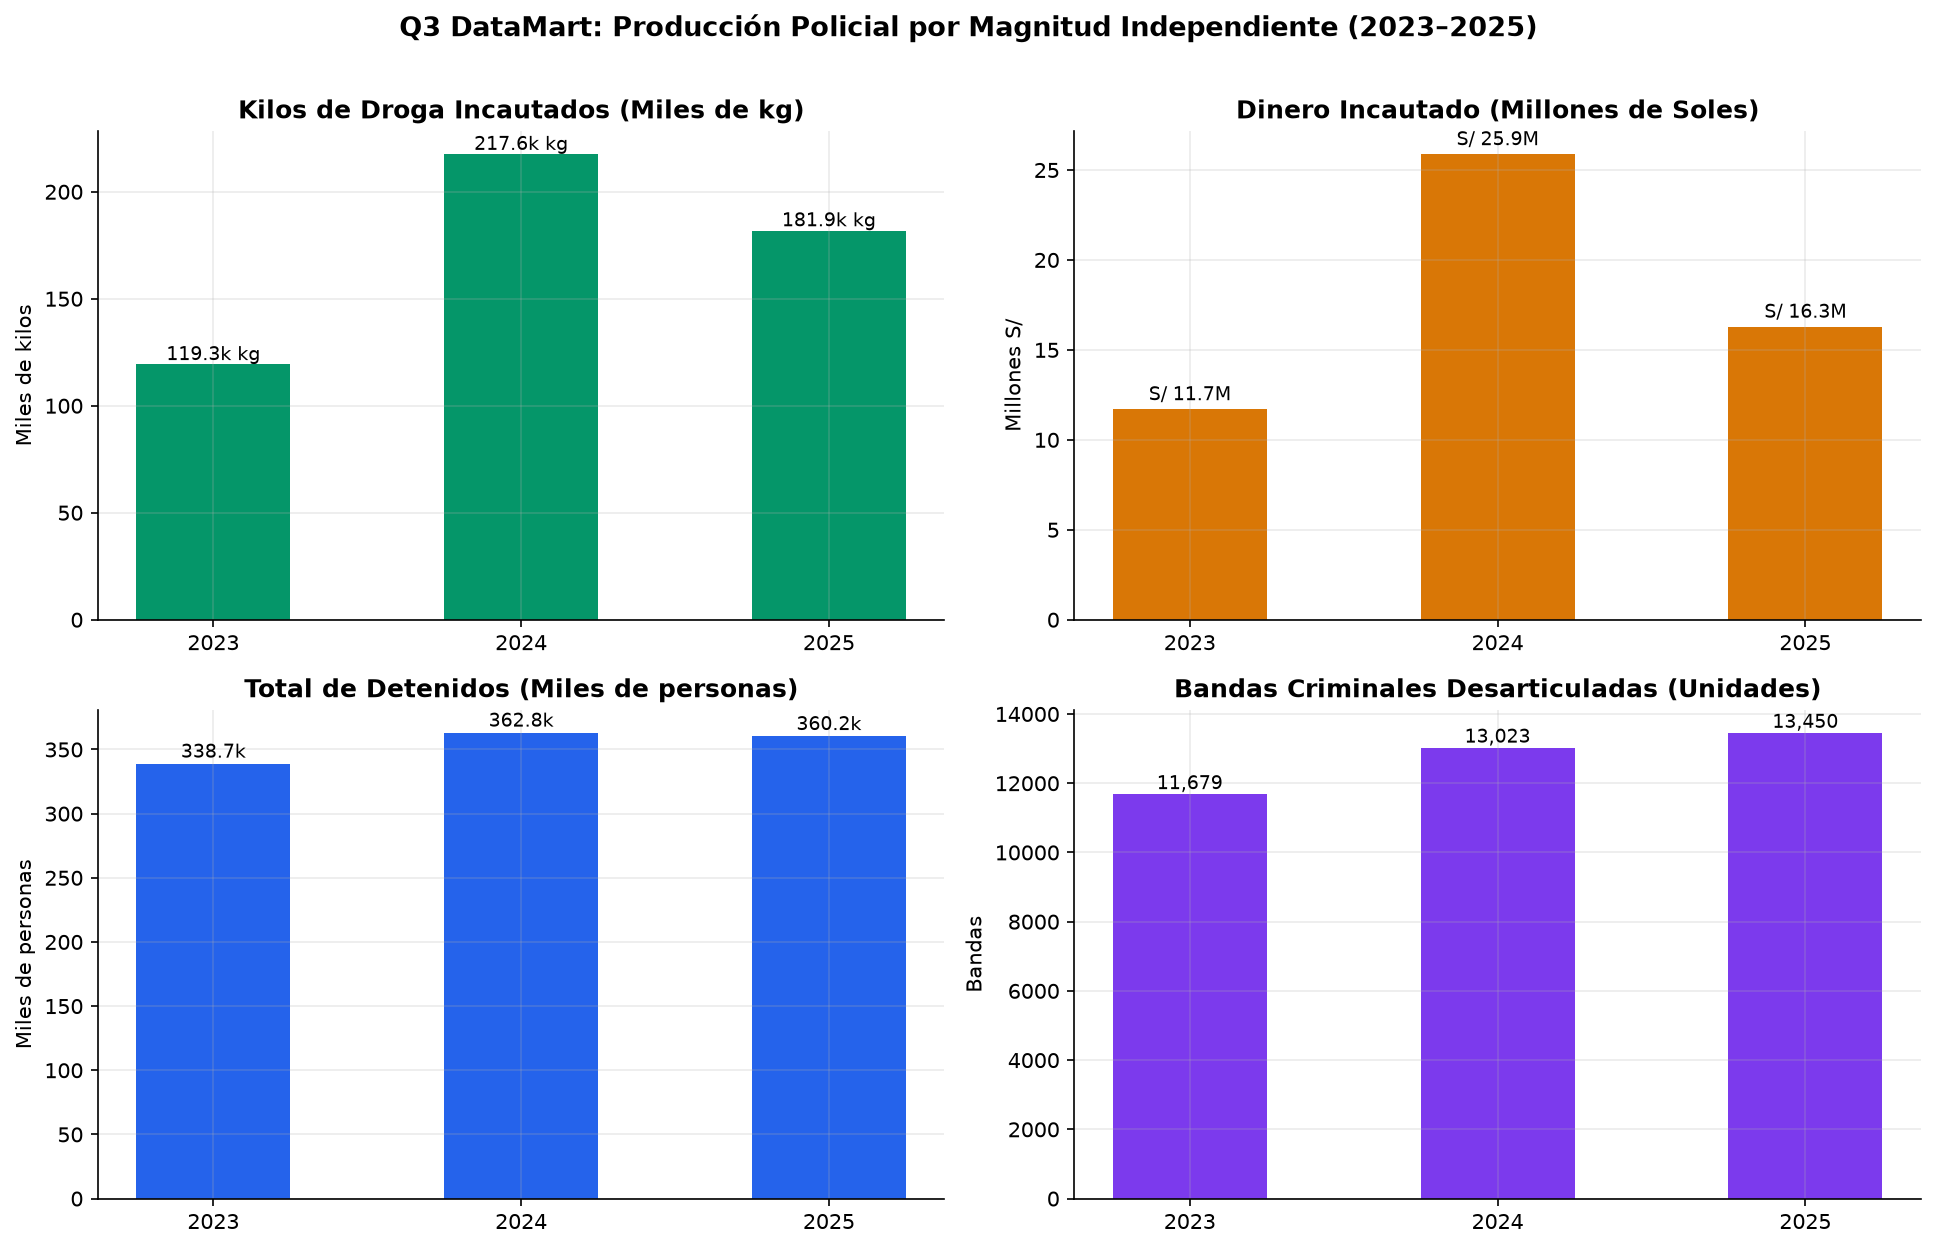 Q3 DataMart: Producción Policial por Magnitud Independiente (2023–2025)
Kilos de Droga Incautados (Miles de kg)
Miles de kilos
200
150
100
50
0
119.3k kg
217.6k kg
181.9k kg
2023
2024
2025
Dinero Incautado (Millones de Soles)
Millones S/
25
20
15
10
5
0
S/ 11.7M
S/ 25.9M
S/ 16.3M
2023
2024
2025
Total de Detenidos (Miles de personas)
Miles de personas
350
300
250
200
150
100
50
0
338.7k
362.8k
360.2k
2023
2024
2025
Bandas Criminales Desarticuladas (Unidades)
Bandas
14000
12000
10000
8000
6000
4000
2000
0
11,679
13,023
13,450
2023
2024
2025